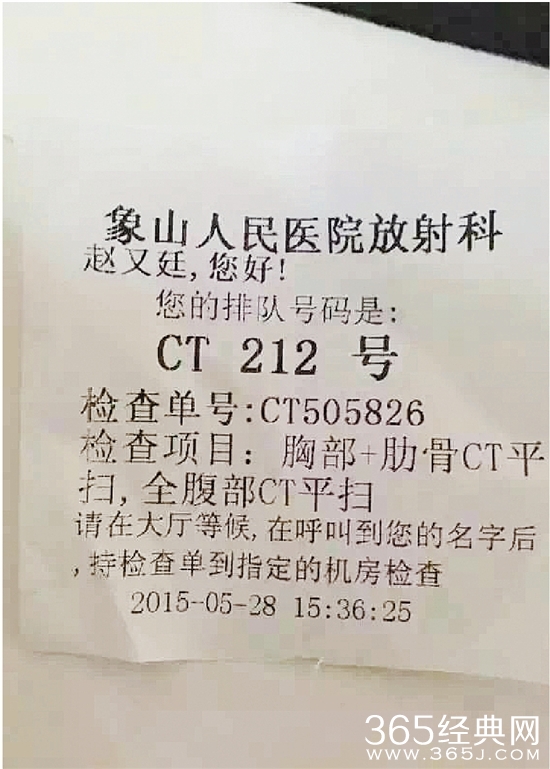 象山人民医院放射科
赵又廷,您好!
您的排队号码是:
CT 212 号
检查单号:CT505826
检查项目: 胸部+肋骨CT平
扫,全腹部CT平扫
请在大厅等候,在呼叫到您的名字后
,持检查单到指定的机房检查
2015-05-28 15:36:25
365经典网
WWW.365J.COM